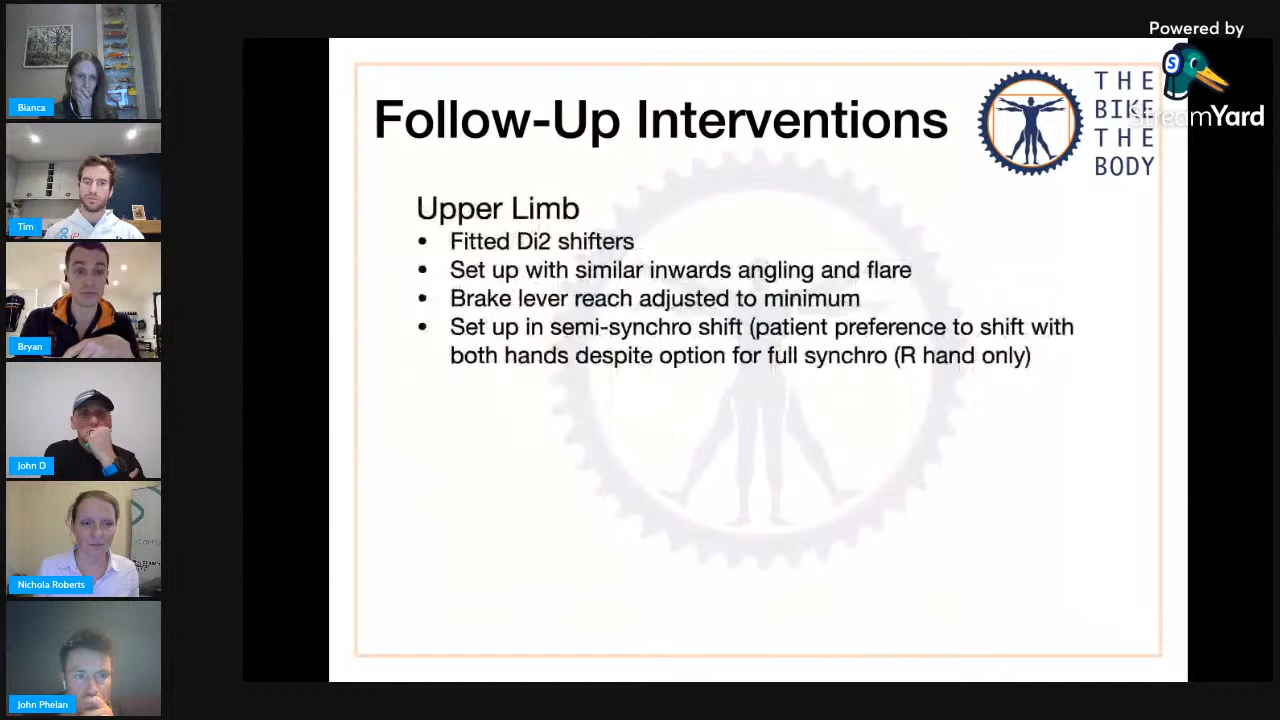 Powered by
StreamYard
Follow-Up Interventions
THE
BIKE
THE
BODY
Upper Limb
• Fitted Di2 shifters
• Set up with similar inwards angling and flare
• Brake lever reach adjusted to minimum
• Set up in semi-synchro shift (patient preference to shift with
both hands despite option for full synchro (R hand only)
Bianca
Tim
Bryan
John D
Nichola Roberts
John Phelan